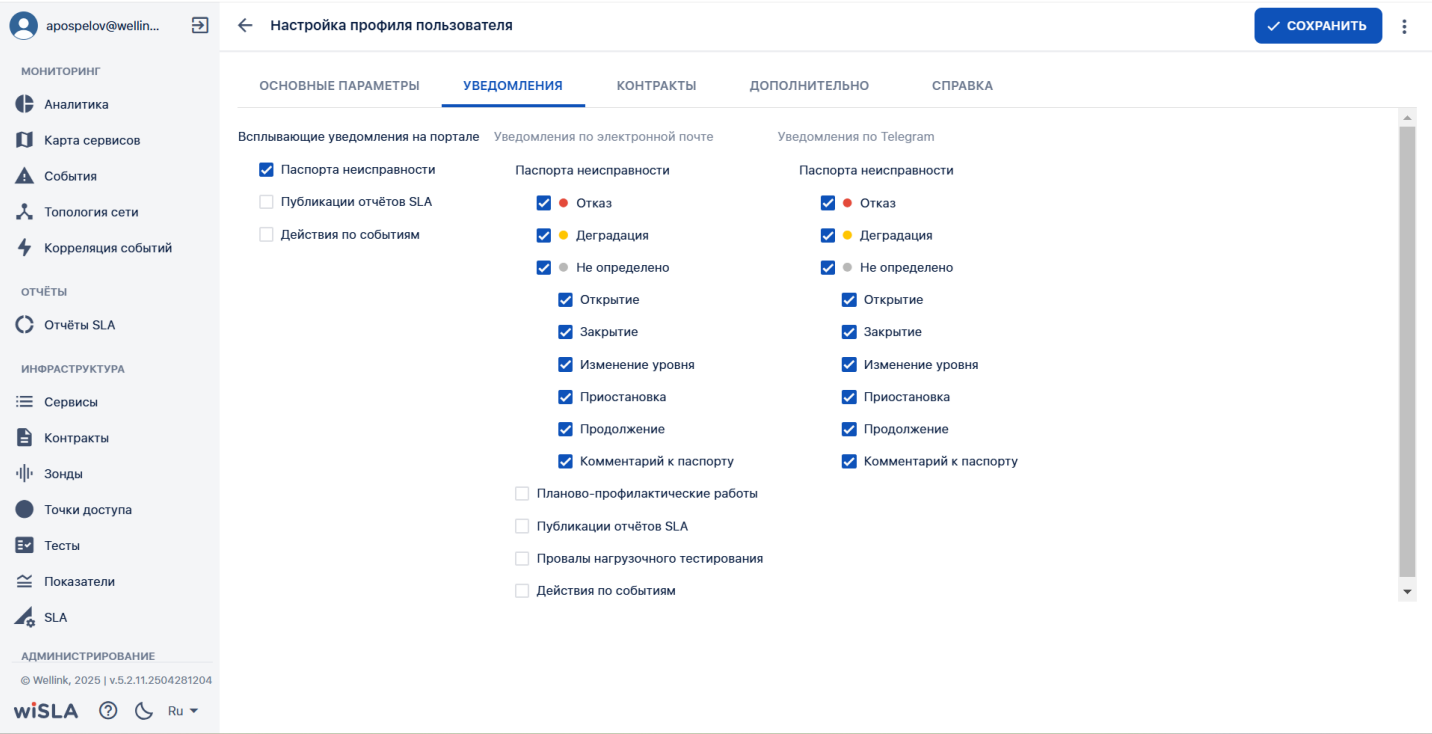 apospelov@wellin...
МОНИТОРИНГ
Аналитика
Карта сервисов
События
Топология сети
Корреляция событий
ОТЧЁТЫ
Отчёты SLA
ИНФРАСТРУКТУРА
Сервисы
Контракты
Зонды
Точки доступа
Тесты
Показатели
SLA
АДМИНИСТРИРОВАНИЕ
© Wellink, 2025 | v.5.2.11.2504281204
wiSLA
Ru
Настройка профиля пользователя
СОХРАНИТЬ
ОСНОВНЫЕ ПАРАМЕТРЫ
УВЕДОМЛЕНИЯ
КОНТРАКТЫ
ДОПОЛНИТЕЛЬНО
СПРАВКА
Всплывающие уведомления на портале
Паспорта неисправности
Публикации отчётов SLA
Действия по событиям
Уведомления по электронной почте
Паспорта неисправности
Отказ
Деградация
Не определено
Открытие
Закрытие
Изменение уровня
Приостановка
Продолжение
Комментарий к паспорту
Планово-профилактические работы
Публикации отчётов SLA
Провалы нагрузочного тестирования
Действия по событиям
Уведомления по Telegram
Паспорта неисправности
Отказ
Деградация
Не определено
Открытие
Закрытие
Изменение уровня
Приостановка
Продолжение
Комментарий к паспорту